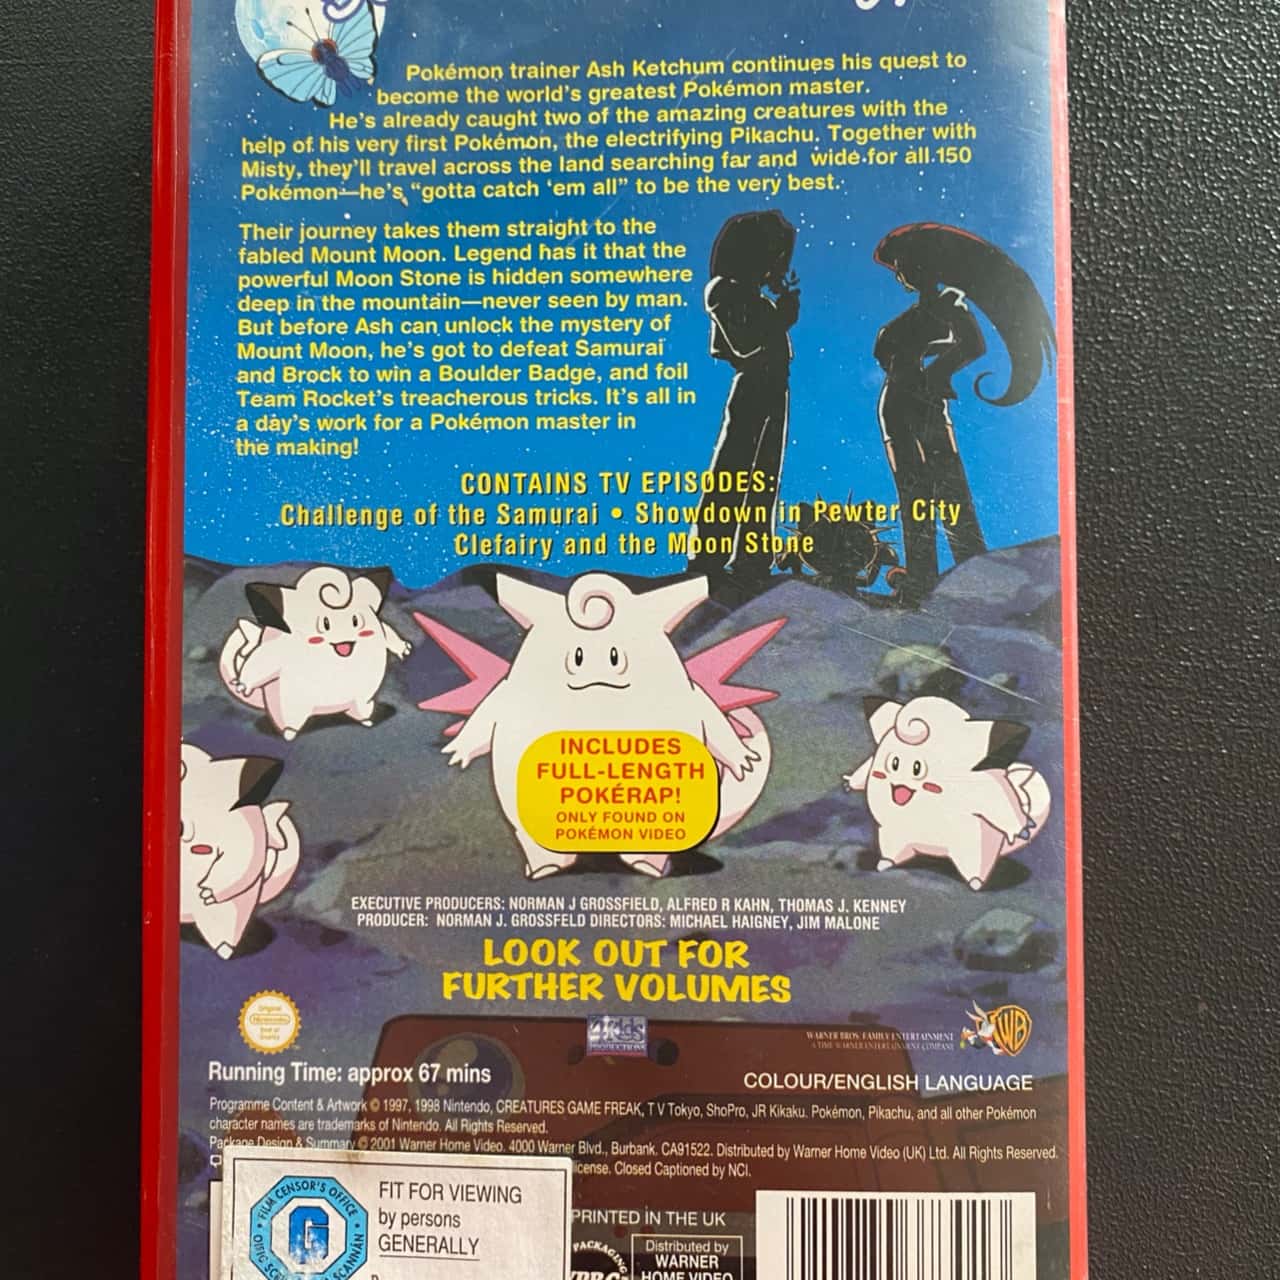 Pokémon trainer Ash Ketchum continues his quest to
become the world's greatest Pokémon master.
He's already caught two of the amazing creatures with the
help of his very first Pokémon, the electrifying Pikachu. Together with
Misty, they'll travel across the land searching far and wide for all 150
Pokémon—he's "gotta catch 'em all" to be the very best.
Their journey takes them straight to the
fabled Mount Moon. Legend has it that the
powerful Moon Stone is hidden somewhere
deep in the mountain—never seen by man.
But before Ash can unlock the mystery of
Mount Moon, he's got to defeat Samurai
and Brock to win a Boulder Badge, and foil
Team Rocket's treacherous tricks. It's all in
a day's work for a Pokémon master in
the making!
CONTAINS TV EPISODES:
Challenge of the Samurai • Showdown in Pewter City
Clefairy and the Moon Stone
INCLUDES
FULL-LENGTH
POKÉRAP!
ONLY FOUND ON
POKÉMON VIDEO
EXECUTIVE PRODUCERS: NORMAN J GROSSFIELD, ALFRED R KAHN, THOMAS J. KENNEY
PRODUCER: NORMAN J. GROSSFELD DIRECTORS: MICHAEL HAIGNEY, JIM MALONE
LOOK OUT FOR
FURTHER VOLUMES
Original
Nintendo
Seal of
Quality
4Kids
PRODUCTIONS
WARNER BROS. FAMILY ENTERTAINMENT
A TIME WARNER ENTERTAINMENT COMPANY
WB
Running Time: approx 67 mins
COLOUR/ENGLISH LANGUAGE
Programme Content & Artwork © 1997, 1998 Nintendo, CREATURES GAME FREAK, T V Tokyo, ShoPro, JR Kikaku. Pokémon, Pikachu, and all other Pokémon
character names are trademarks of Nintendo. All Rights Reserved.
Package Design & Summary © 2001 Warner Home Video. 4000 Warner Blvd., Burbank. CA91522. Distributed by Warner Home Video (UK) Ltd. All Rights Reserved.
icense. Closed Captioned by NCI.
FILM CENSOR'S OFFICE
G
OIFIG SCANNÁN
FIT FOR VIEWING
by persons
GENERALLY
PRINTED IN THE UK
PACKAGING
Distributed by
WARNER
HOME VIDEO